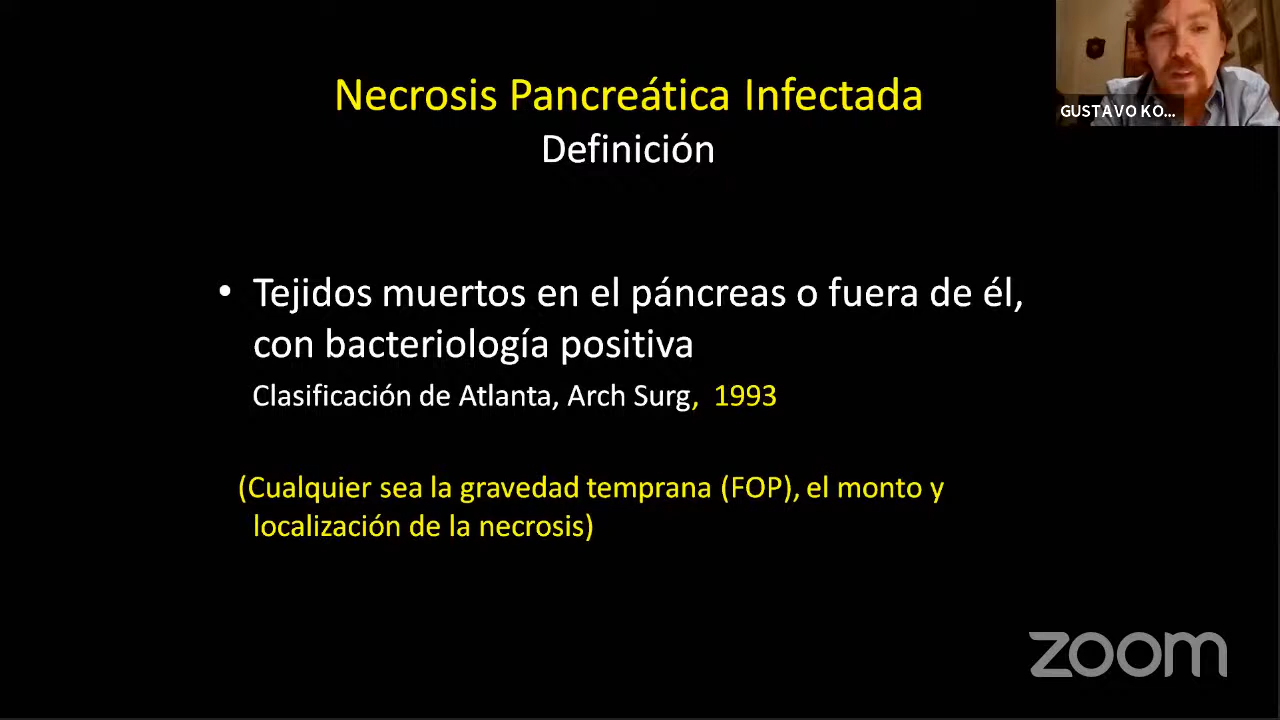 Necrosis Pancreática Infectada
Definición
GUSTAVO KO...
• Tejidos muertos en el páncreas o fuera de él,
con bacteriología positiva
Clasificación de Atlanta, Arch Surg, 1993
(Cualquier sea la gravedad temprana (FOP), el monto y
localización de la necrosis)
zoom